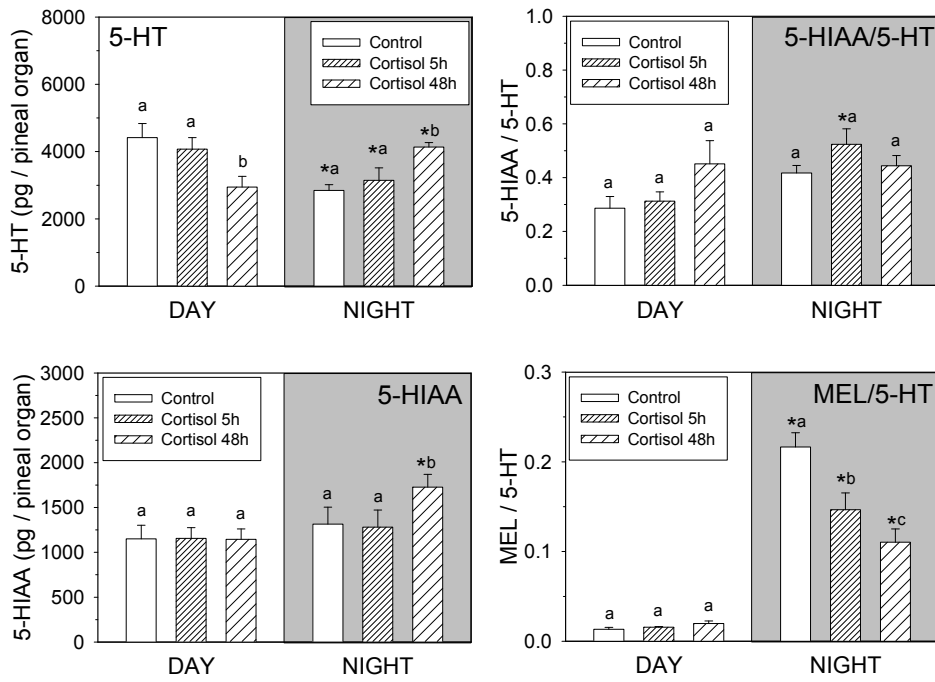 5-HT
Control
Cortisol 5h
Cortisol 48h
5-HT (pg / pineal organ)
8000
6000
4000
2000
0
a
a
b
*a
*a
*b
DAY
NIGHT
5-HIAA/5-HT
Control
Cortisol 5h
Cortisol 48h
5-HIAA / 5-HT
1.0
0.8
0.6
0.4
0.2
0.0
a
a
a
a
*a
a
DAY
NIGHT
5-HIAA
Control
Cortisol 5h
Cortisol 48h
5-HIAA (pg / pineal organ)
3000
2500
2000
1500
1000
500
0
a
a
a
a
a
*b
DAY
NIGHT
MEL/5-HT
Control
Cortisol 5h
Cortisol 48h
MEL / 5-HT
0.3
0.2
0.1
0.0
a
a
a
*a
*b
*c
DAY
NIGHT